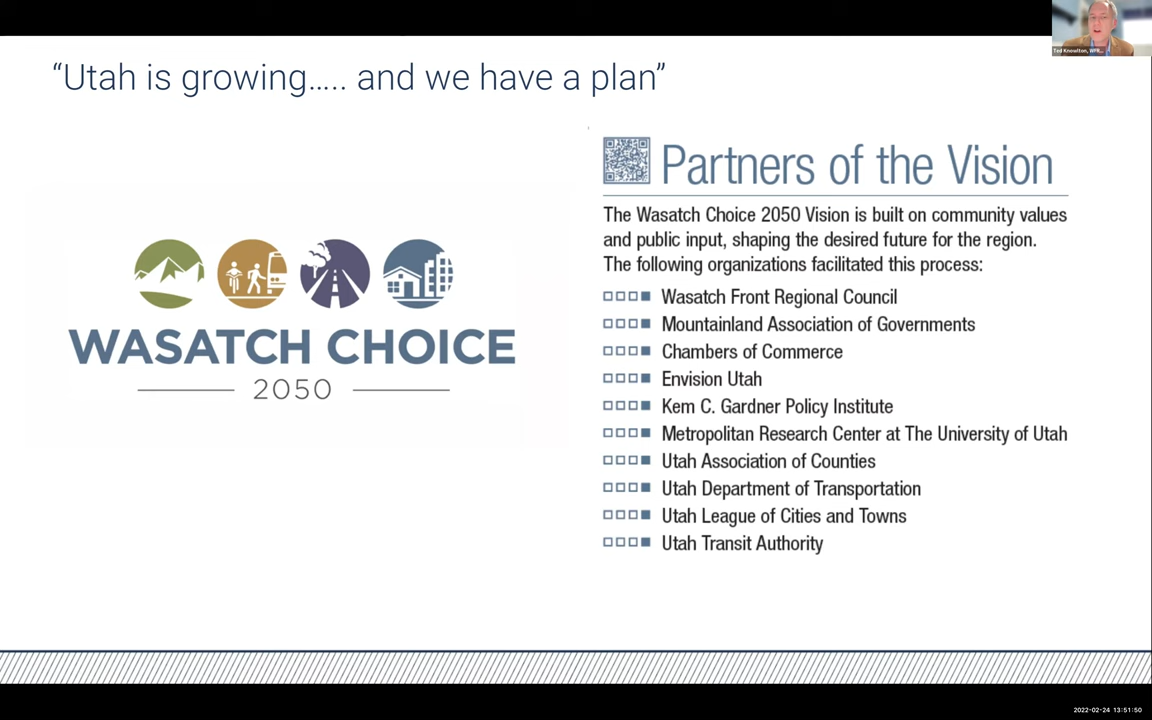 “Utah is growing….. and we have a plan”
Ted Knowlton, WFR...
Partners of the Vision
The Wasatch Choice 2050 Vision is built on community values
and public input, shaping the desired future for the region.
The following organizations facilitated this process:
Wasatch Front Regional Council
Mountainland Association of Governments
Chambers of Commerce
Envision Utah
Kem C. Gardner Policy Institute
Metropolitan Research Center at The University of Utah
Utah Association of Counties
Utah Department of Transportation
Utah League of Cities and Towns
Utah Transit Authority
WASATCH CHOICE
2050
2022-02-24 13:51:50